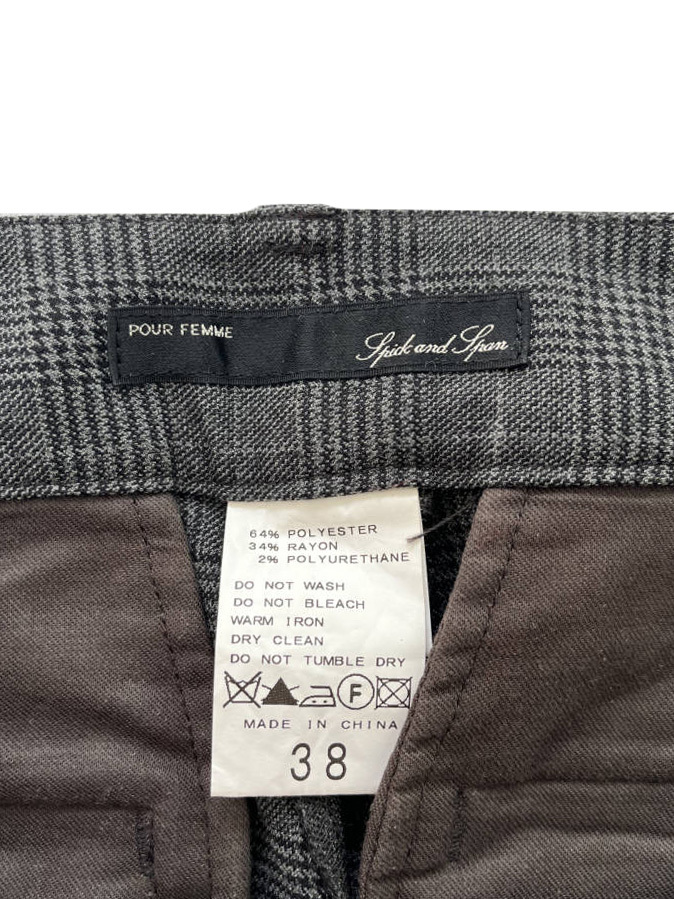 POUR FEMME
Spick and Span
64% POLYESTER
34% RAYON
2% POLYURETHANE
DO NOT WASH
DO NOT BLEACH
WARM IRON
DRY CLEAN
DO NOT TUMBLE DRY
F
MADE IN CHINA
38